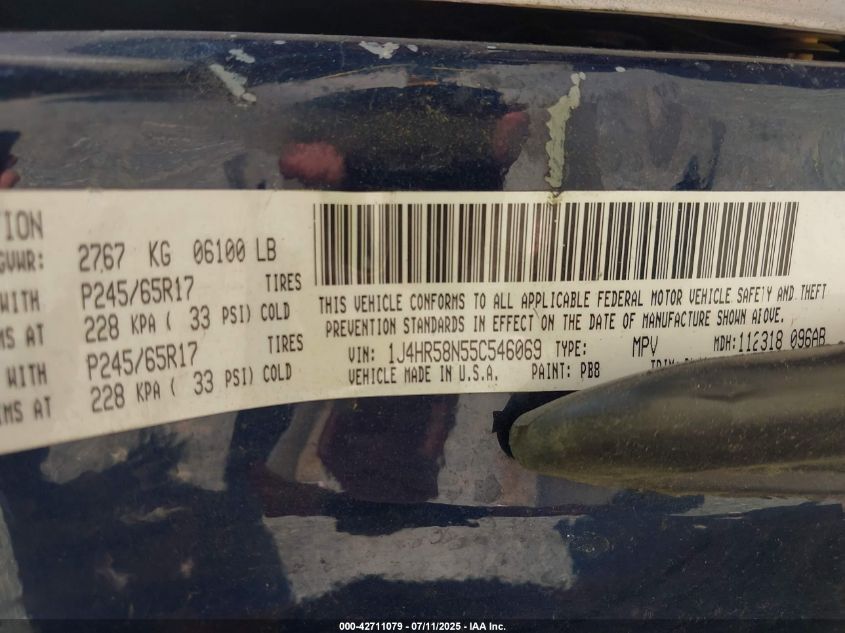 TION
GVWR: 2767 KG 06100 LB
WITH P245/65R17 TIRES
MS AT 228 KPA ( 33 PSI) COLD
WITH P245/65R17 TIRES
MS AT 228 KPA ( 33 PSI) COLD
THIS VEHICLE CONFORMS TO ALL APPLICABLE FEDERAL MOTOR VEHICLE SAFETY AND THEFT
PREVENTION STANDARDS IN EFFECT ON THE DATE OF MANUFACTURE SHOWN ABOVE.
VIN: 1J4HR58N55C546069 TYPE: MPV MDH: 112318 096AB
VEHICLE MADE IN U.S.A. PAINT: PB8
000-42711079 - 07/11/2025 - IAA Inc.